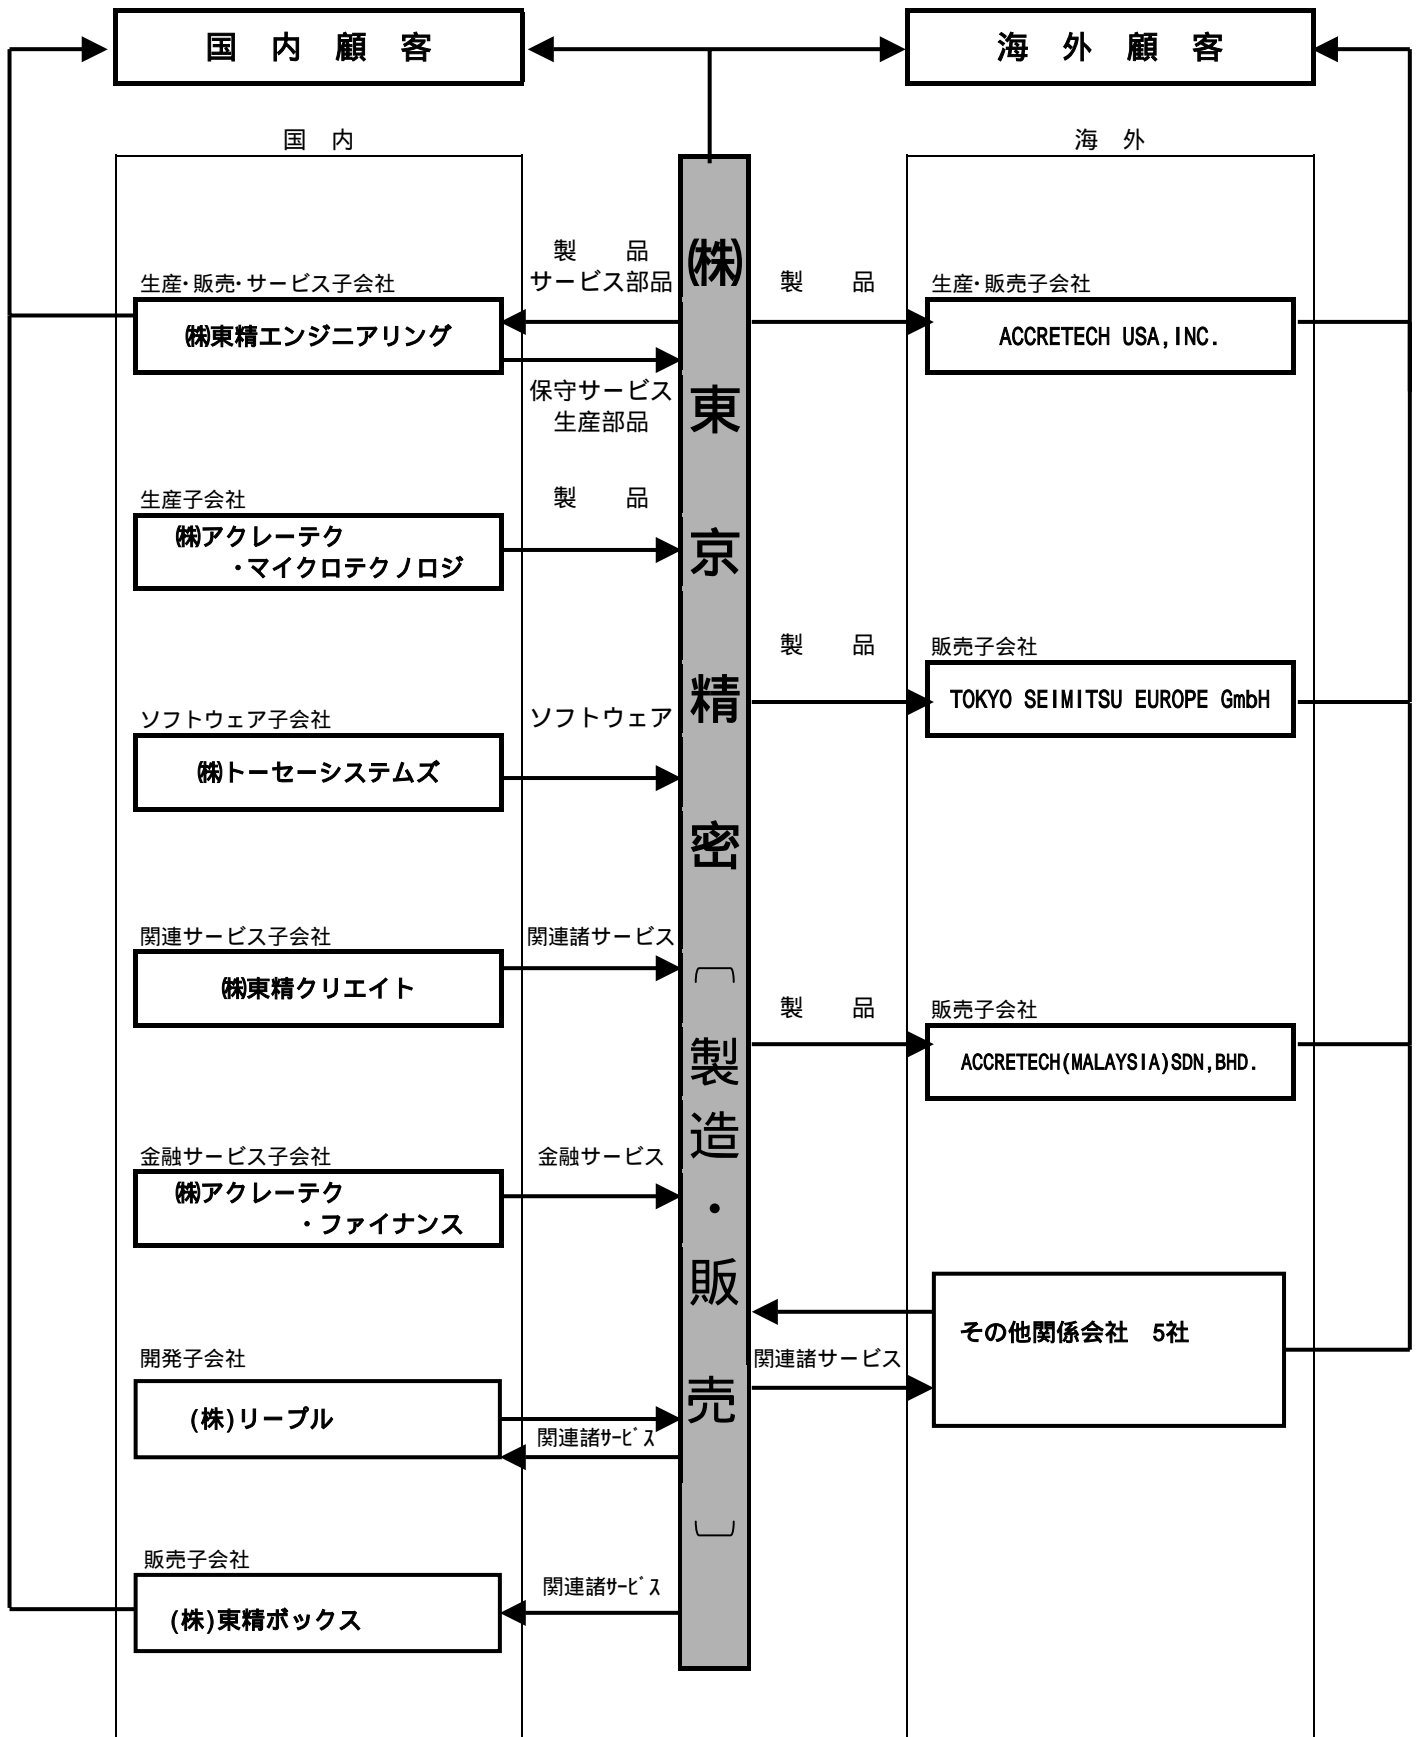 国　内　顧　客
海　外　顧　客
国　内
海　外
㈱東京精密〔製造・販売〕
生産・販売・サービス子会社
㈱東精エンジニアリング
製　　品
サービス部品
保守サービス
生産部品
生産子会社
㈱アクレーテク
・マイクロテクノロジ
製　　品
ソフトウェア子会社
㈱トーセーシステムズ
ソフトウェア
関連サービス子会社
㈱東精クリエイト
関連諸サービス
金融サービス子会社
㈱アクレーテク
・ファイナンス
金融サービス
開発子会社
(株)リープル
関連諸ｻｰﾋﾞｽ
販売子会社
(株)東精ボックス
関連諸ｻｰﾋﾞｽ
製　　品
生産・販売子会社
ACCRETECH USA,INC.
製　　品
販売子会社
TOKYO SEIMITSU EUROPE GmbH
製　　品
販売子会社
ACCRETECH(MALAYSIA)SDN,BHD.
その他関係会社　5社
関連諸サービス